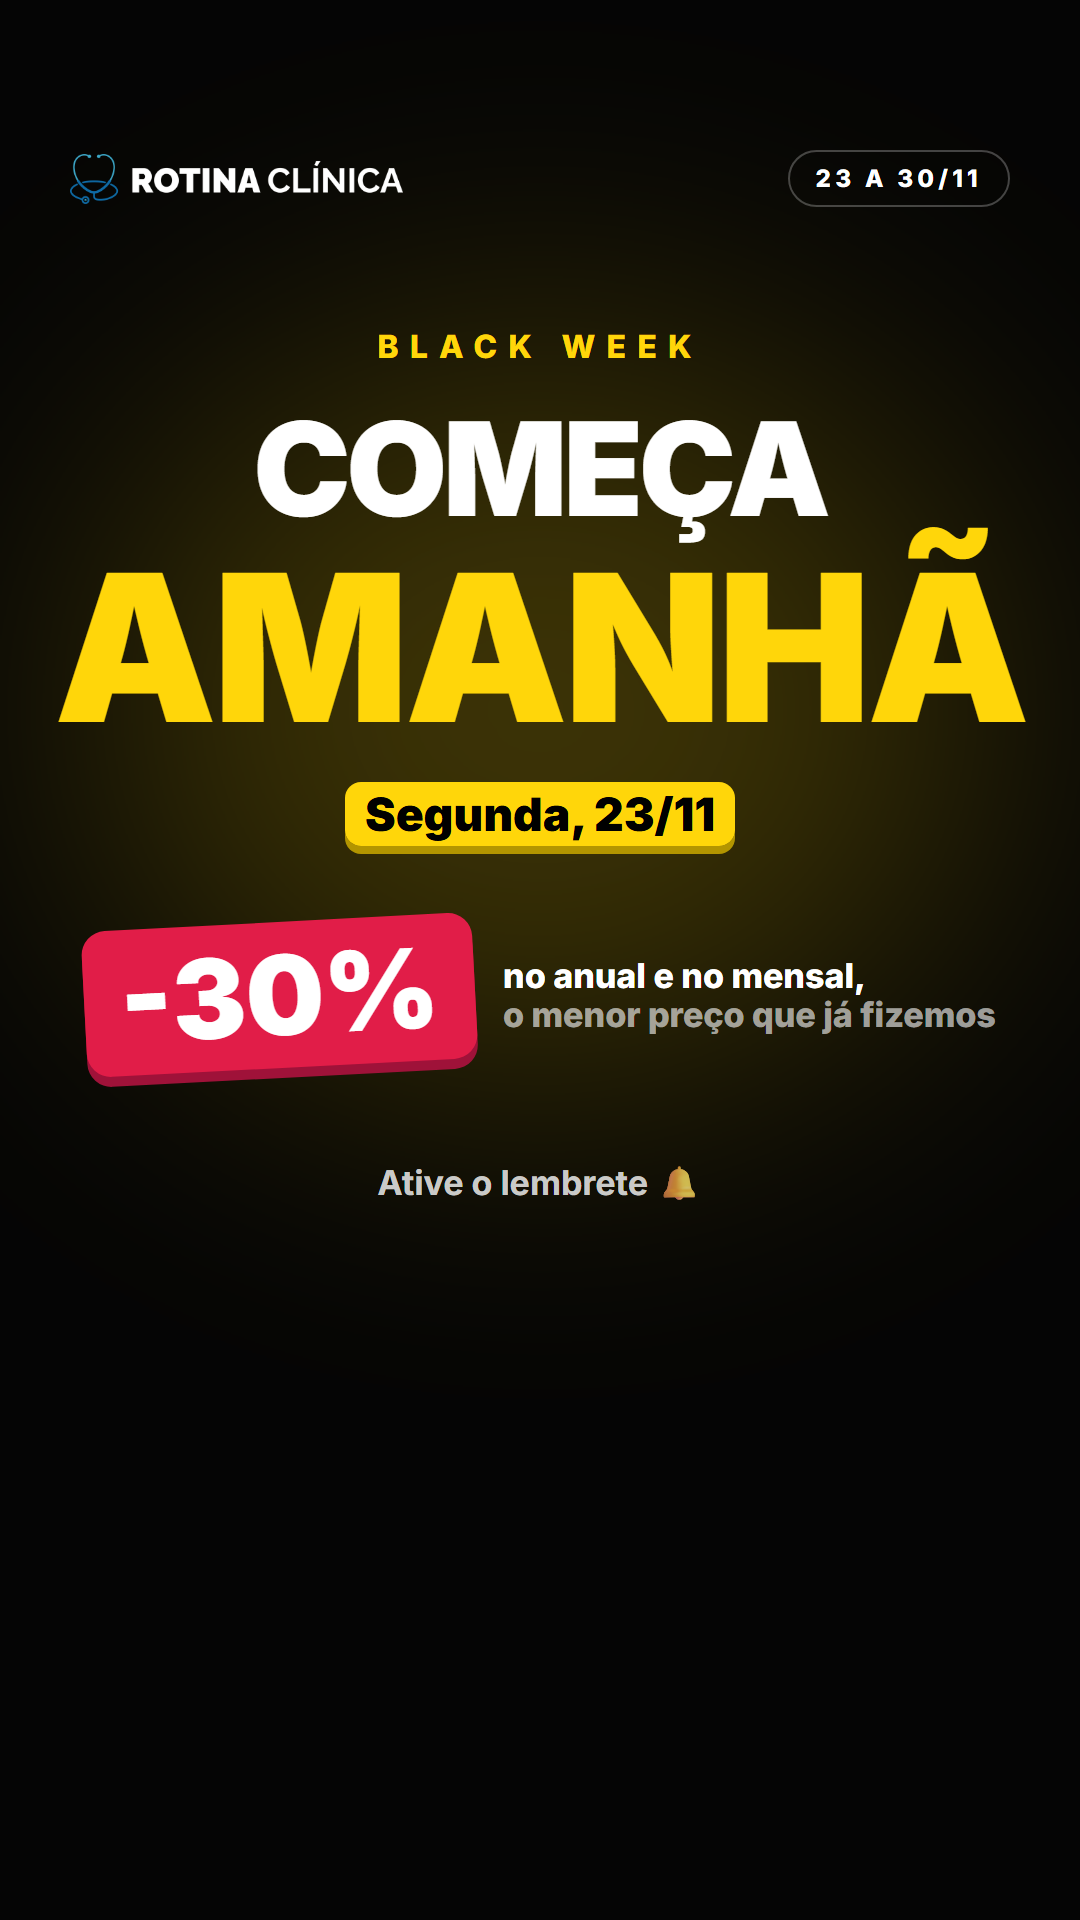 ROTINA CLÍNICA
23 A 30/11
BLACK WEEK
COMEÇA
AMANHÃ
Segunda, 23/11
-30%
no anual e no mensal,
o menor preço que já fizemos
Ative o lembrete 🔔